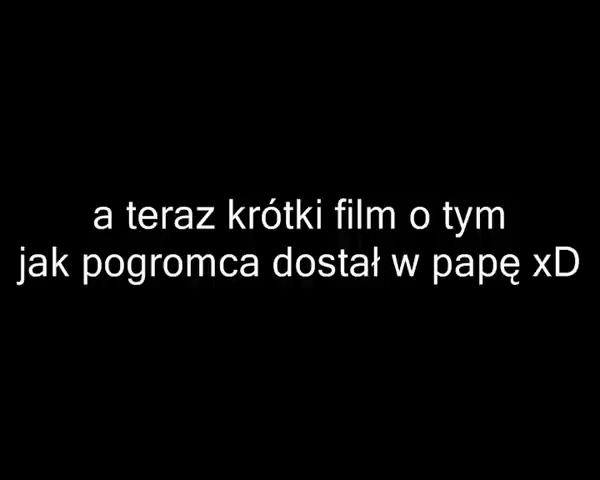 a teraz krótki film o tym
jak pogromca dostał w papę xD